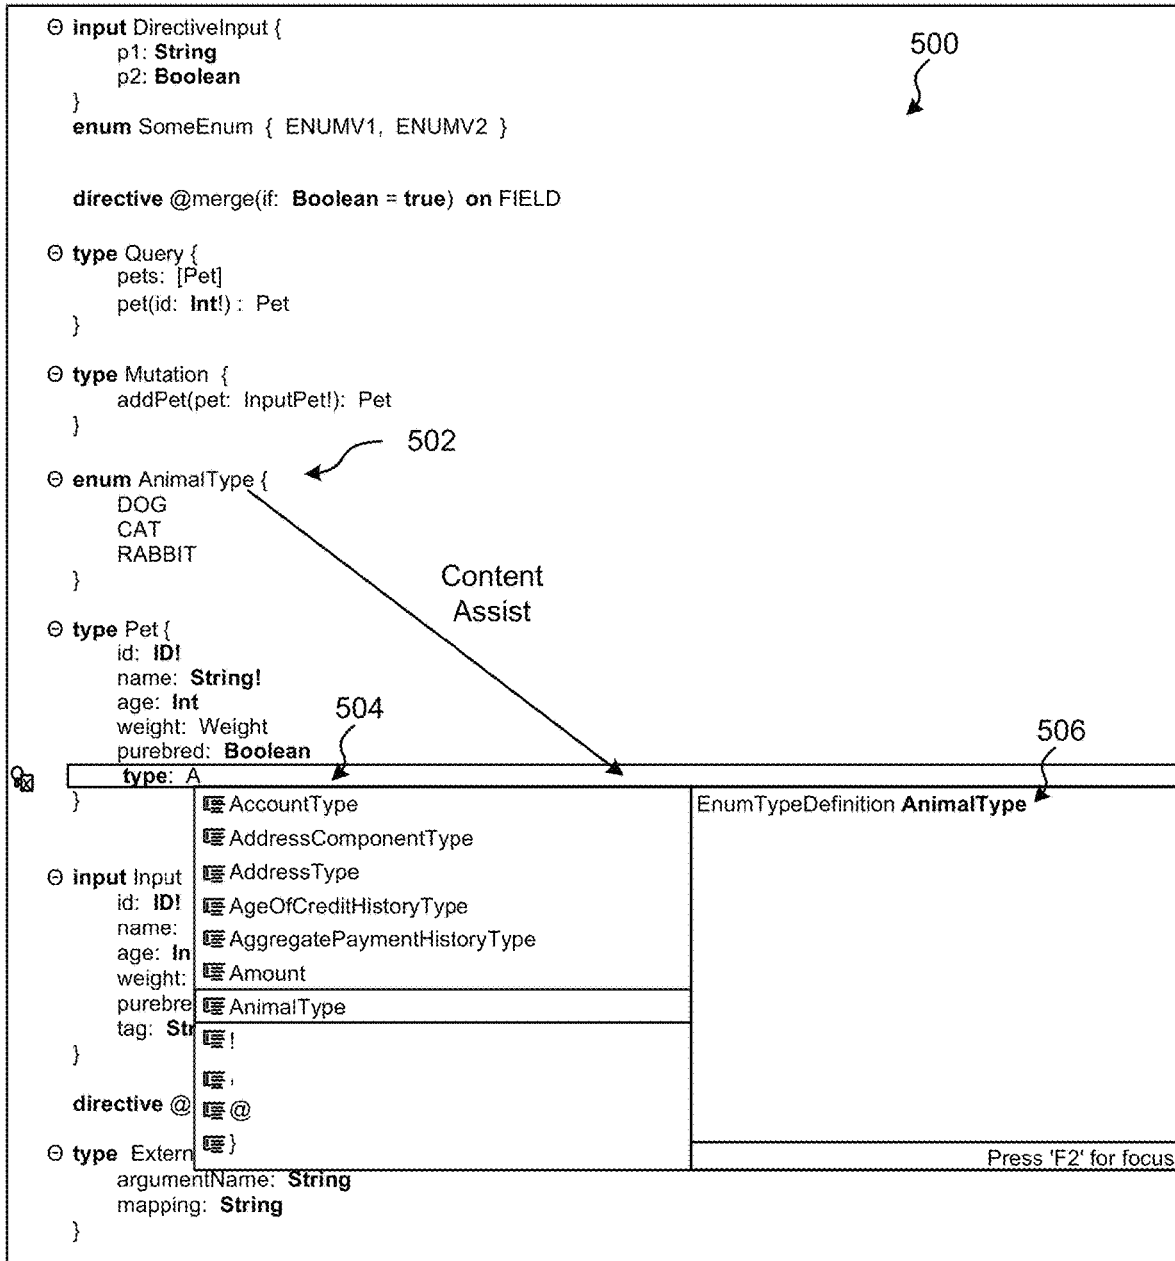 input DirectiveInput {
p1: String
p2: Boolean
}
500
enum SomeEnum { ENUMV1, ENUMV2 }
directive @merge(if: Boolean = true) on FIELD
type Query {
pets: [Pet]
pet(id: Int!) : Pet
}
type Mutation {
addPet(pet: InputPet!): Pet
}
502
enum AnimalType {
DOG
CAT
RABBIT
}
Content
Assist
type Pet {
id: ID!
name: String!
age: Int
weight: Weight
purebred: Boolean
504
506
type: A
}
AccountType
AddressComponentType
AddressType
AgeOfCreditHistoryType
AggregatePaymentHistoryType
Amount
AnimalType
!
,
@
}
EnumTypeDefinition AnimalType
Press 'F2' for focus
input Input
id: ID!
name:
age: In
weight:
purebre
tag: Str
}
directive @
type Extern
argumentName: String
mapping: String
}